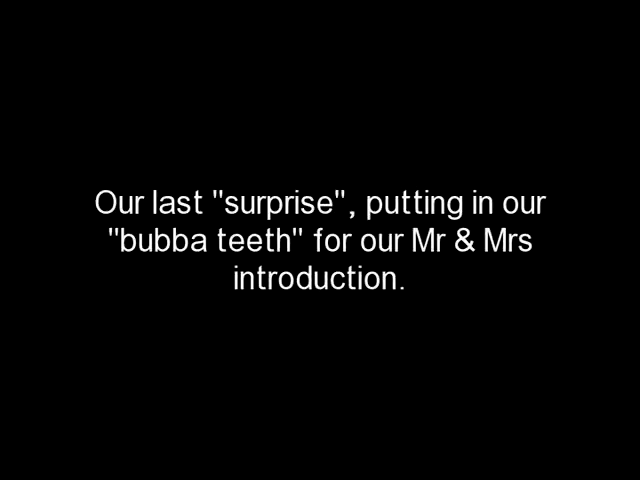 Our last "surprise", putting in our
"bubba teeth" for our Mr & Mrs
introduction.